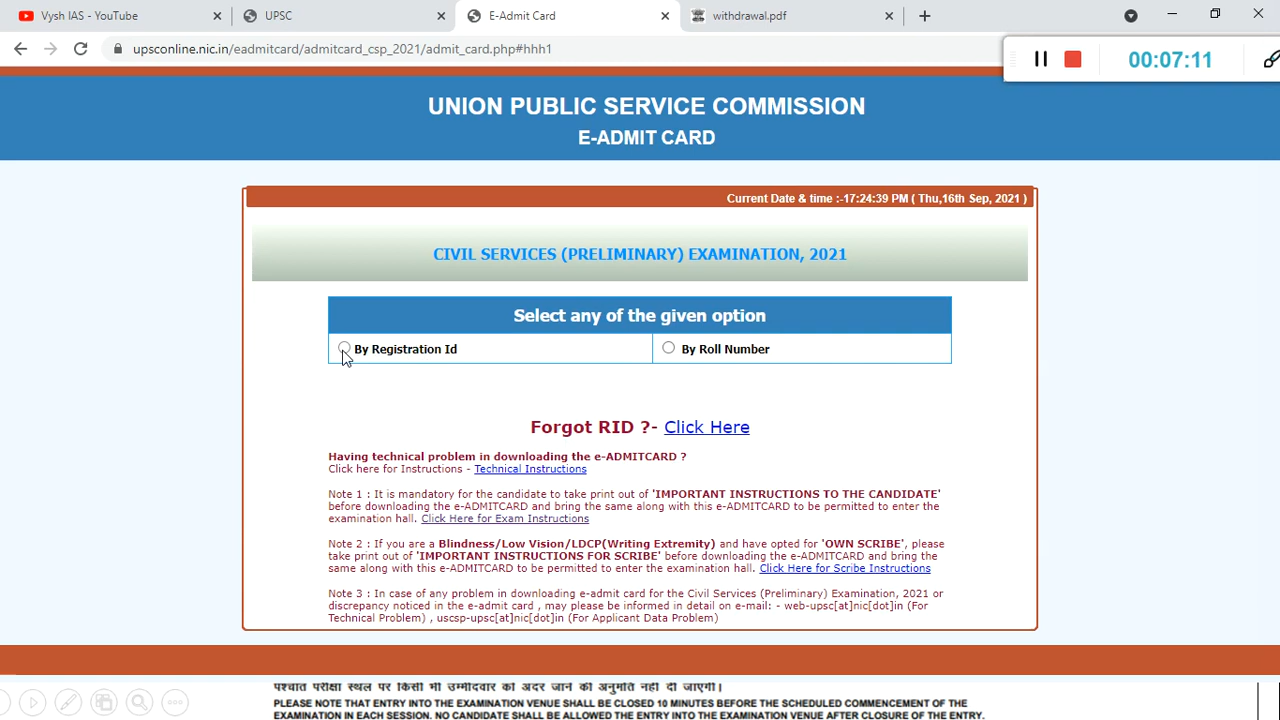 Vysh IAS - YouTube
UPSC
E-Admit Card
withdrawal.pdf
upsconline.nic.in/eadmitcard/admitcard_csp_2021/admit_card.php#hhh1
00:07:11
UNION PUBLIC SERVICE COMMISSION
E-ADMIT CARD
Current Date & time :-17:24:39 PM ( Thu,16th Sep, 2021 )
CIVIL SERVICES (PRELIMINARY) EXAMINATION, 2021
Select any of the given option
By Registration Id
By Roll Number
Forgot RID ?- Click Here
Having technical problem in downloading the e-ADMITCARD ?
Click here for Instructions - Technical Instructions
Note 1 : It is mandatory for the candidate to take print out of 'IMPORTANT INSTRUCTIONS TO THE CANDIDATE'
before downloading the e-ADMITCARD and bring the same along with this e-ADMITCARD to be permitted to enter the
examination hall. Click Here for Exam Instructions
Note 2 : If you are a Blindness/Low Vision/LDCP(Writing Extremity) and have opted for 'OWN SCRIBE', please
take print out of 'IMPORTANT INSTRUCTIONS FOR SCRIBE' before downloading the e-ADMITCARD and bring the
same along with this e-ADMITCARD to be permitted to enter the examination hall. Click Here for Scribe Instructions
Note 3 : In case of any problem in downloading e-admit card for the Civil Services (Preliminary) Examination, 2021 or
discrepancy noticed in the e-admit card , may please be informed in detail on e-mail: - web-upsc[at]nic[dot]in (For
Technical Problem) , uscsp-upsc[at]nic[dot]in (For Applicant Data Problem)
पश्चात परीक्षा स्थल पर किसी भी उम्मीदवार को अंदर जाने की अनुमति नहीं दी जाएगी।
PLEASE NOTE THAT ENTRY INTO THE EXAMINATION VENUE SHALL BE CLOSED 10 MINUTES BEFORE THE SCHEDULED COMMENCEMENT OF THE
EXAMINATION IN EACH SESSION. NO CANDIDATE SHALL BE ALLOWED THE ENTRY INTO THE EXAMINATION VENUE AFTER CLOSURE OF THE ENTRY.